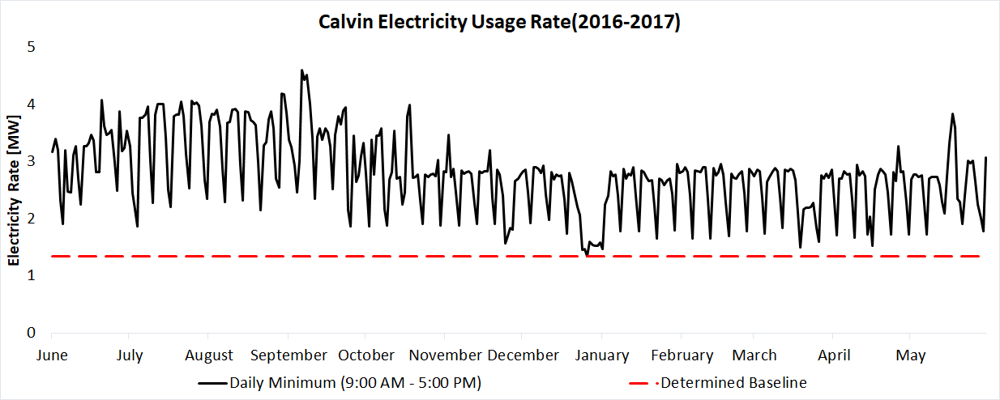 Calvin Electricity Usage Rate(2016-2017)
Electricity Rate [MW]
5
4
3
2
1
0
June July August September October November December January February March April May
Daily Minimum (9:00 AM - 5:00 PM) Determined Baseline